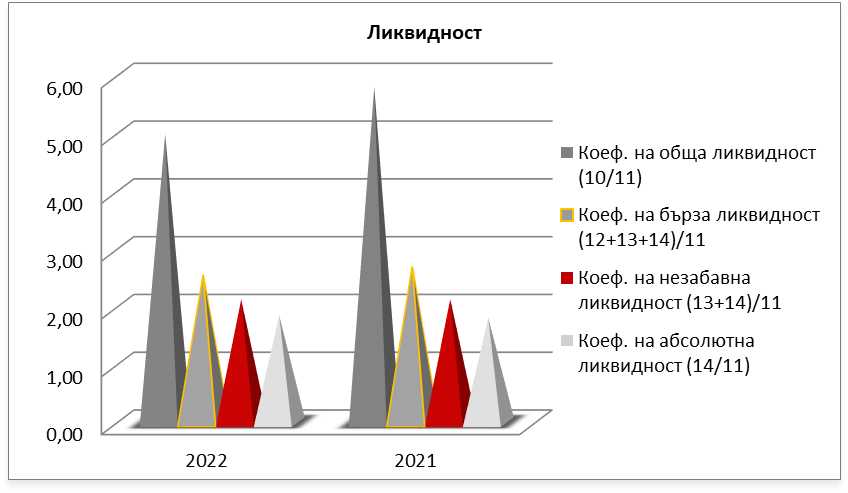 Ликвидност
6,00
5,00
4,00
3,00
2,00
1,00
0,00
2022
2021
Коеф. на обща ликвидност
(10/11)
Коеф. на бърза ликвидност
(12+13+14)/11
Коеф. на незабавна
ликвидност (13+14)/11
Коеф. на абсолютна
ликвидност (14/11)